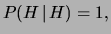 P(H | H) = 1,